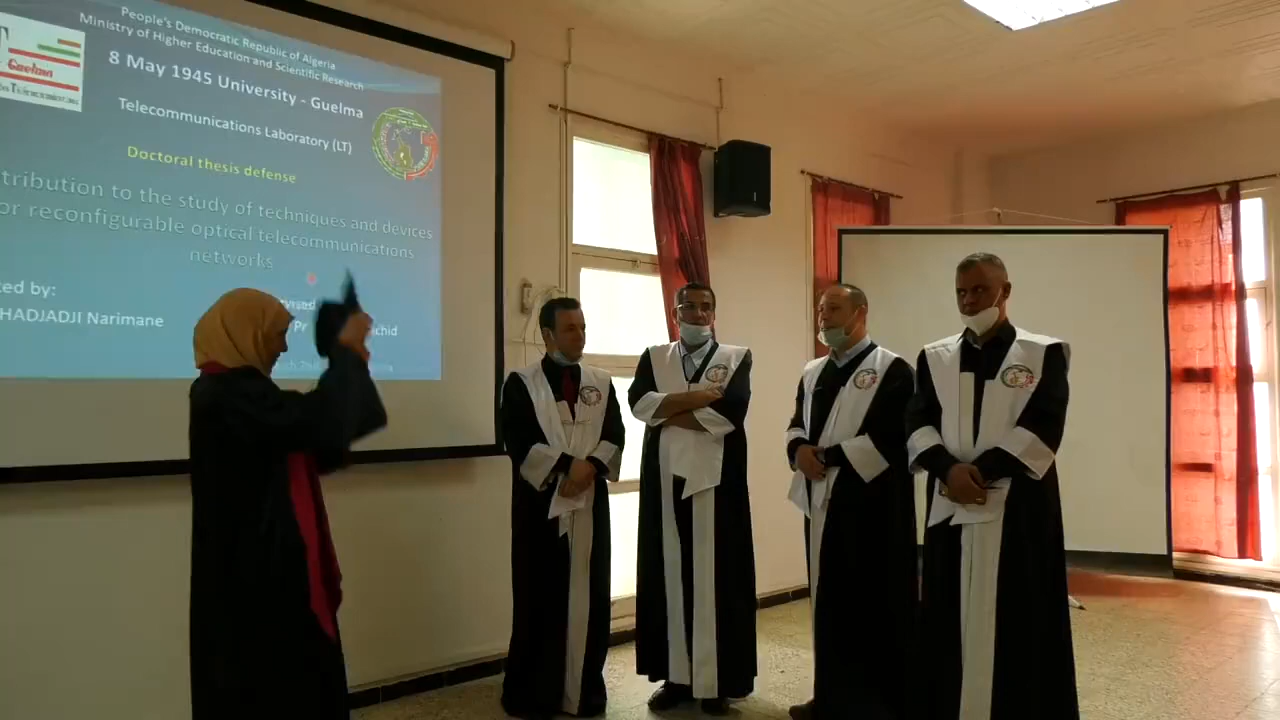 People's Democratic Republic of Algeria
Ministry of Higher Education and Scientific Research
8 May 1945 University - Guelma
Guelma
Telecommunications Laboratory (LT)
Doctoral thesis defense
tribution to the study of techniques and devices
or reconfigurable optical telecommunications
networks
ted by:
HADJADJI Narimane
Pr